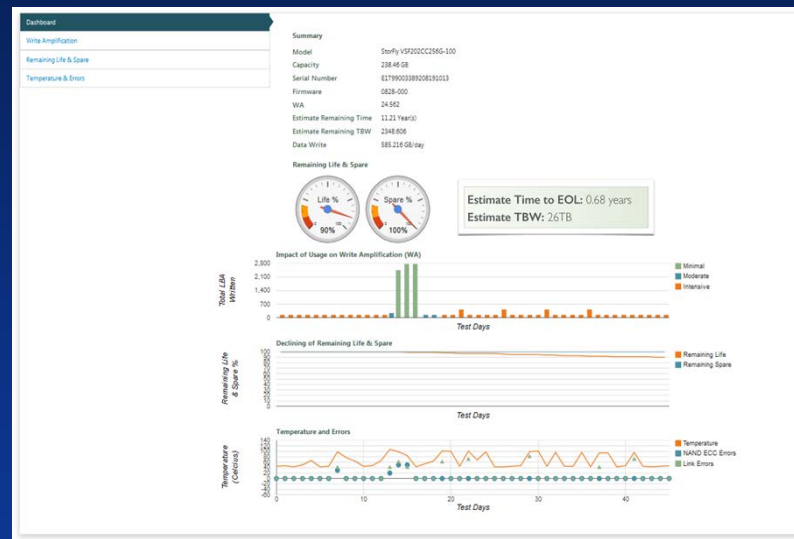 Dashboard
Write Amplification
Remaining Life & Spare
Temperature & Errors
Summary
Model StorFly VSF202CC256G-100
Capacity 238.46 GB
Serial Number E1799003389208191013
Firmware 0828-000
WA 24.562
Estimate Remaining Time 11.21 Year(s)
Estimate Remaining TBW 2348.606
Data Write 585.216 GB/day
Remaining Life & Spare
Life %
90%
Spare %
100%
Estimate Time to EOL: 0.68 years
Estimate TBW: 26TB
Impact of Usage on Write Amplification (WA)
Total LBA Written
2,800
2,100
1,400
700
0
Test Days
Minimal
Moderate
Intensive
Declining of Remaining Life & Spare
Remaining Life & Spare %
100
0
Test Days
Remaining Life
Remaining Spare
Temperature and Errors
Temperature (Celcius)
140
0 10 20 30 40
Test Days
Temperature
NAND ECC Errors
Link Errors